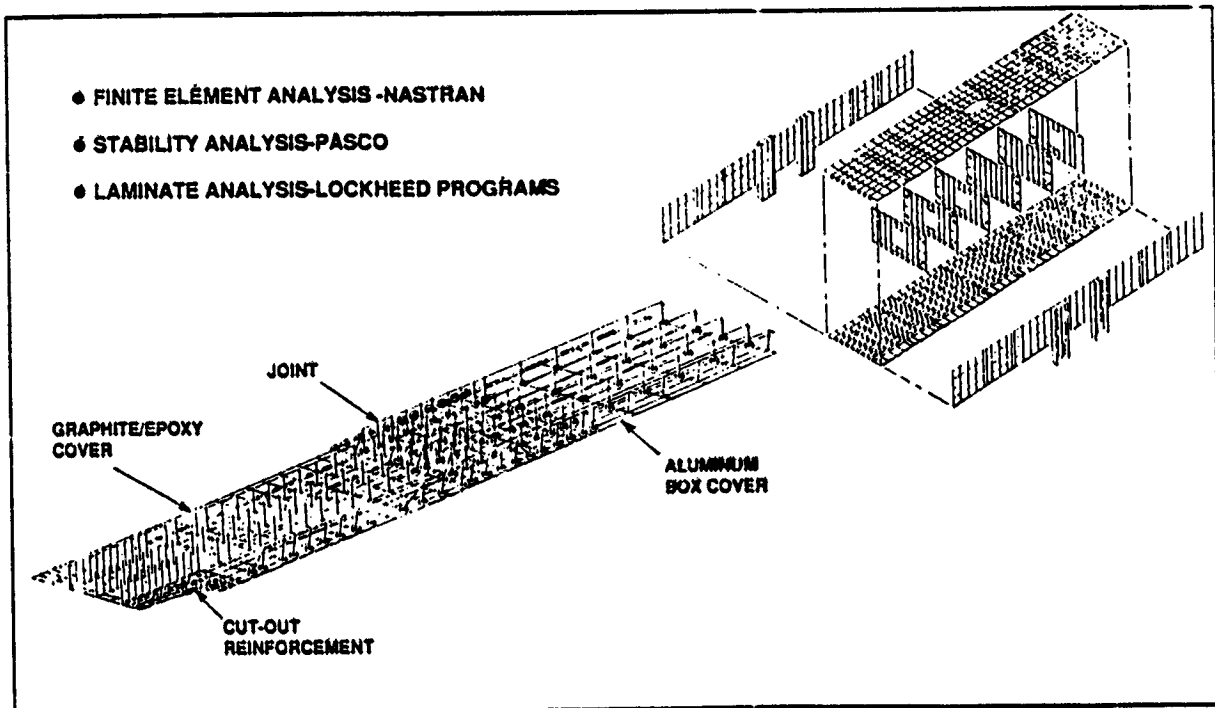 ● FINITE ELEMENT ANALYSIS -NASTRAN
● STABILITY ANALYSIS-PASCO
● LAMINATE ANALYSIS-LOCKHEED PROGRAMS
JOINT
GRAPHITE/EPOXY
COVER
ALUMINUM
BOX COVER
CUT-OUT
REINFORCEMENT